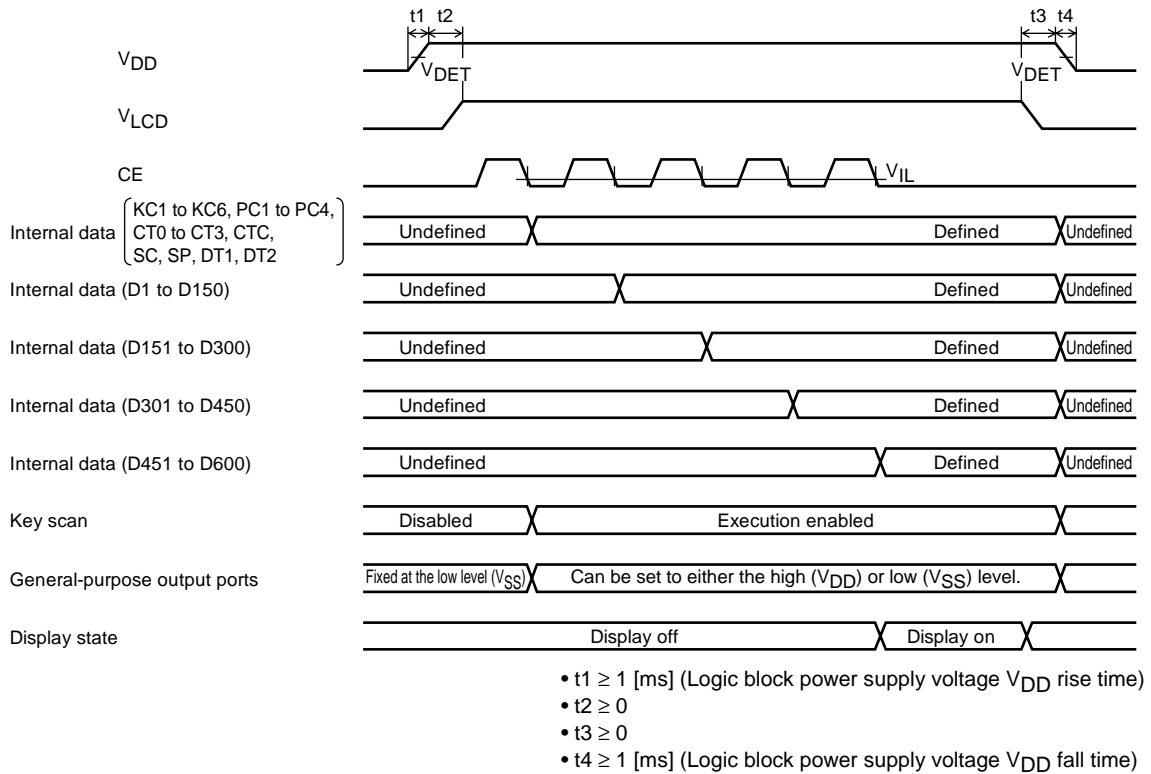 t1 t2 t3 t4
VDD VDET VDET
VLCD
CE VIL
Internal data KC1 to KC6, PC1 to PC4,
CT0 to CT3, CTC,
SC, SP, DT1, DT2
Undefined Defined Undefined
Internal data (D1 to D150) Undefined Defined Undefined
Internal data (D151 to D300) Undefined Defined Undefined
Internal data (D301 to D450) Undefined Defined Undefined
Internal data (D451 to D600) Undefined Defined Undefined
Key scan Disabled Execution enabled
General-purpose output ports Fixed at the low level (VSS) Can be set to either the high (VDD) or low (VSS) level.
Display state Display off Display on
• t1 ≥ 1 [ms] (Logic block power supply voltage VDD rise time)
• t2 ≥ 0
• t3 ≥ 0
• t4 ≥ 1 [ms] (Logic block power supply voltage VDD fall time)